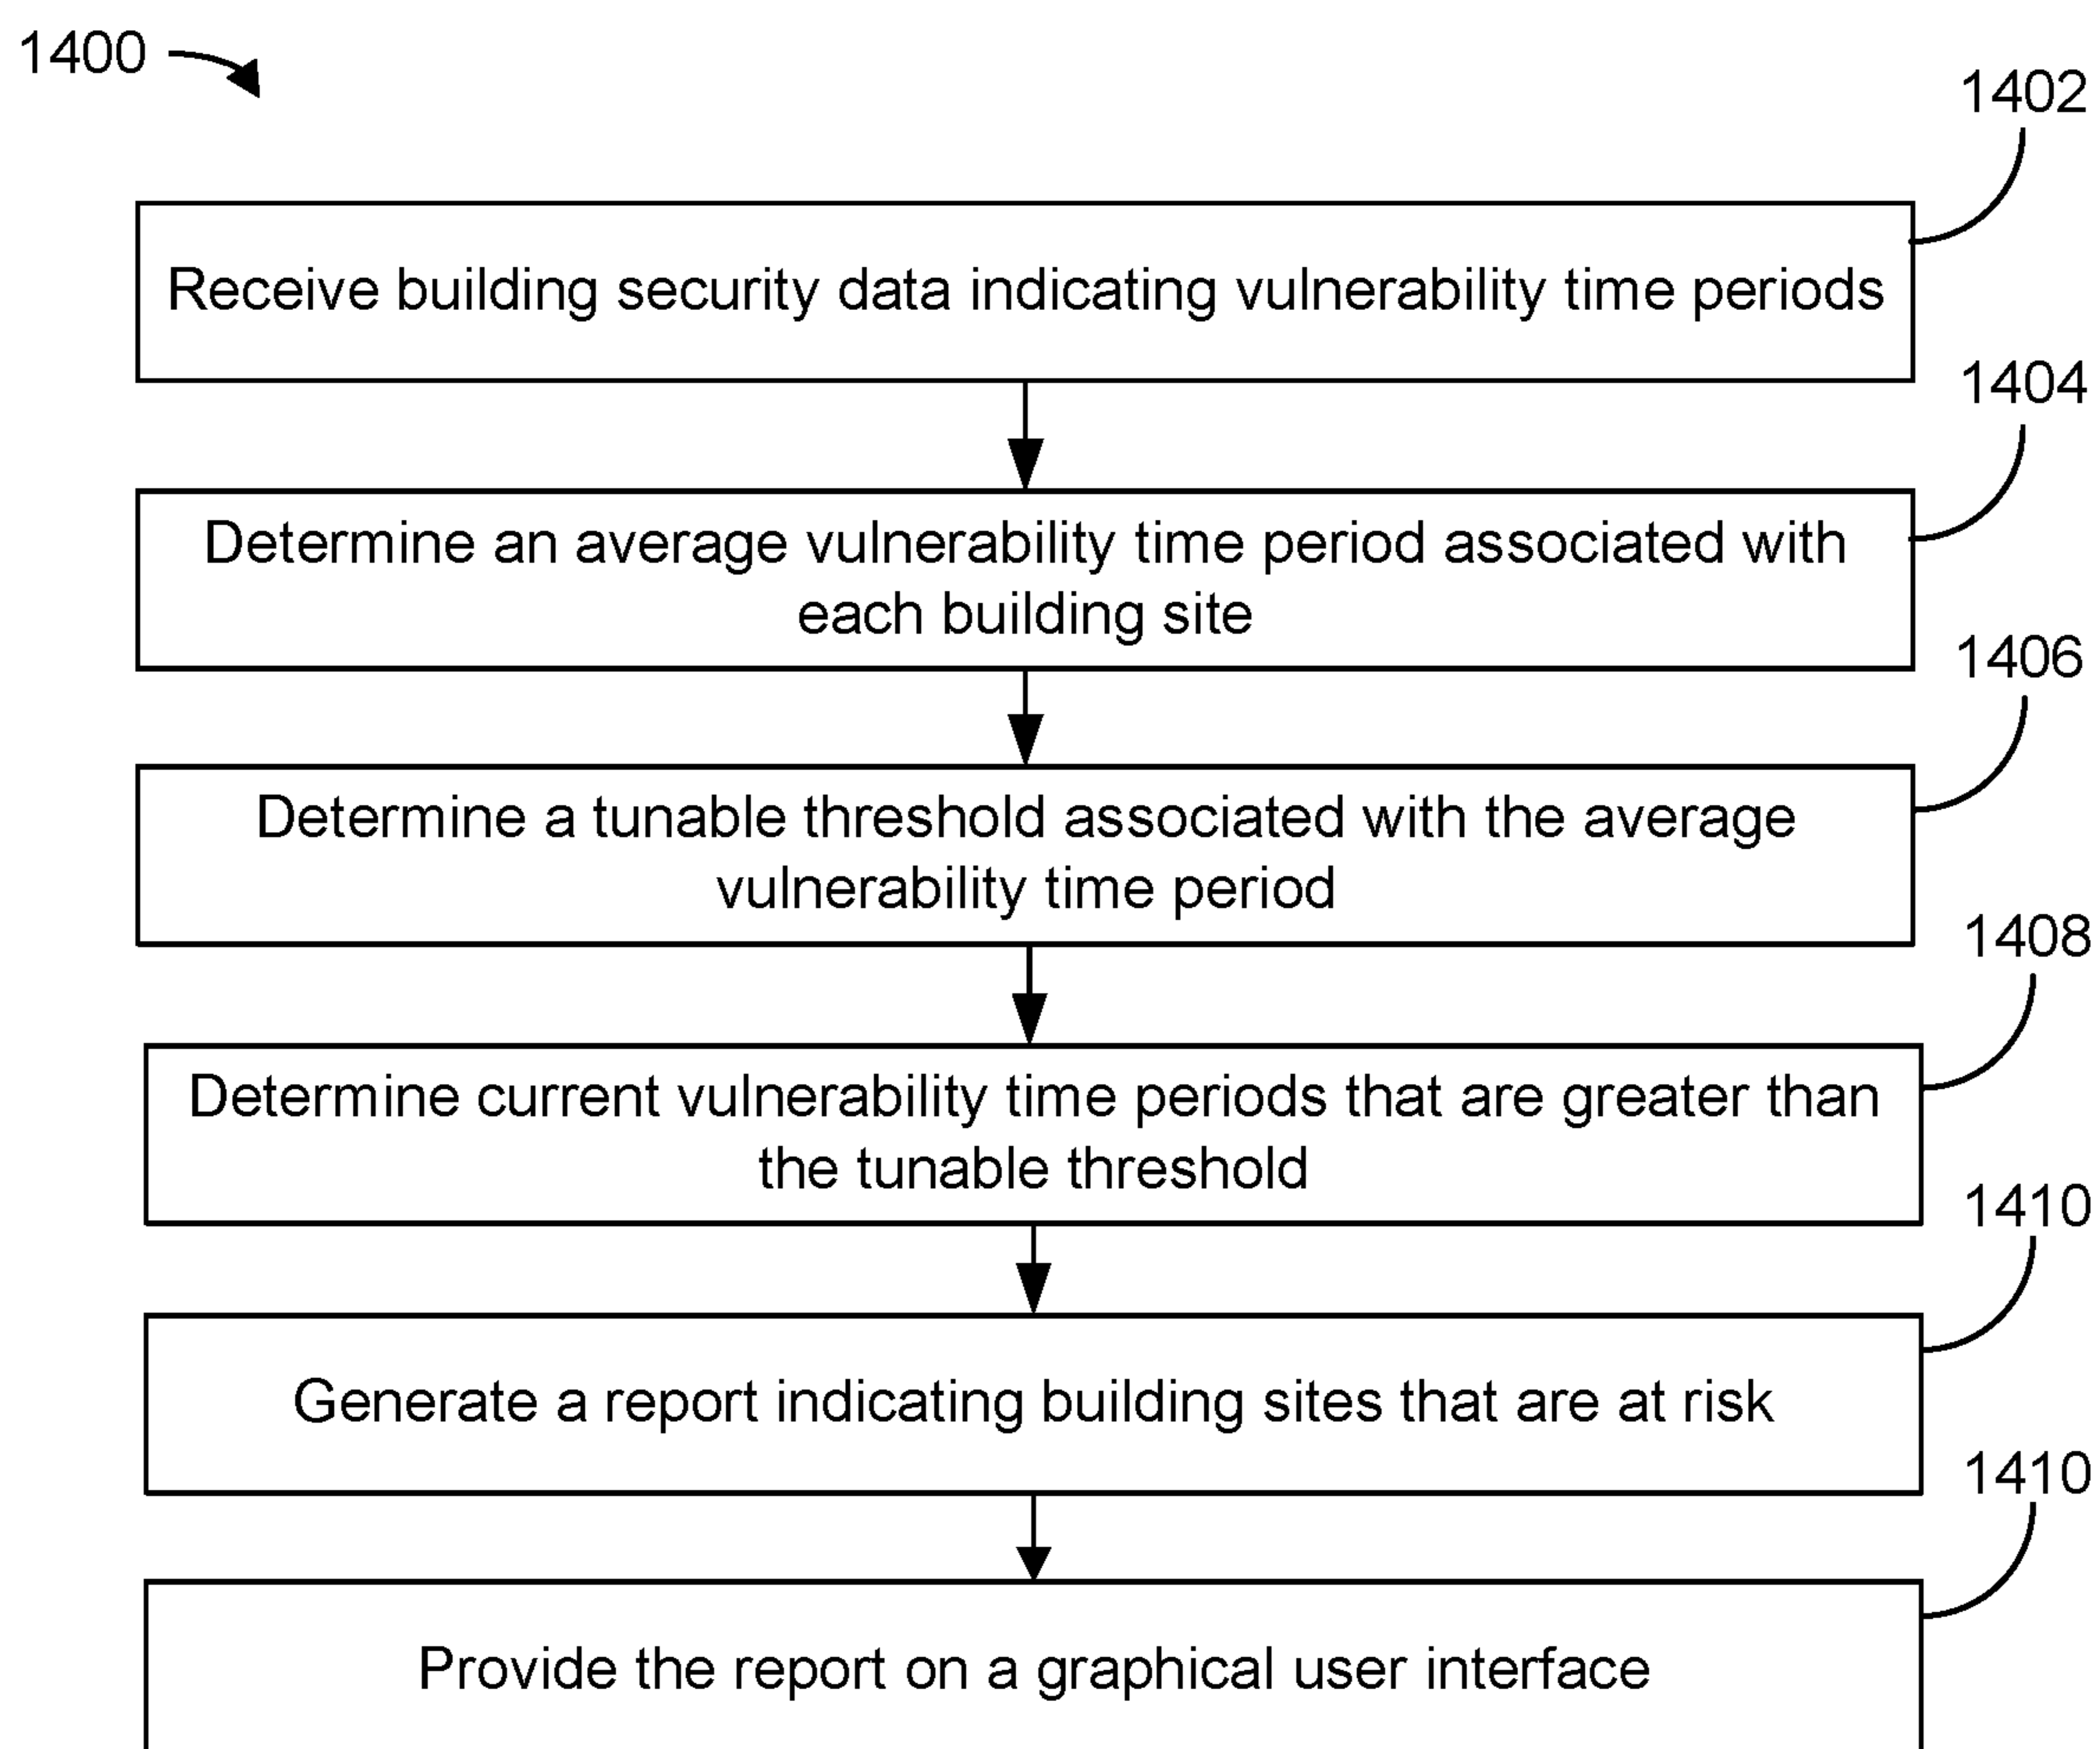 1400
1402
Receive building security data indicating vulnerability time periods
1404
Determine an average vulnerability time period associated with
each building site
1406
Determine a tunable threshold associated with the average
vulnerability time period
1408
Determine current vulnerability time periods that are greater than
the tunable threshold
1410
Generate a report indicating building sites that are at risk
1410
Provide the report on a graphical user interface